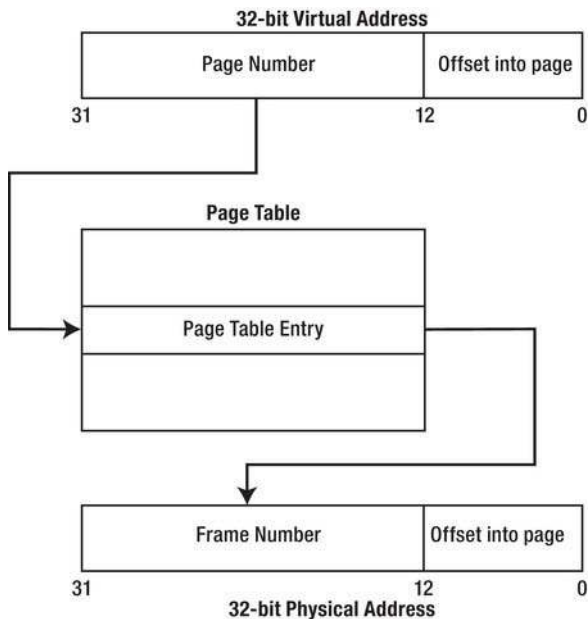 32-bit Virtual Address
Page Number Offset into page
31 12 0
Page Table
Page Table Entry
Frame Number Offset into page
31 12 0
32-bit Physical Address